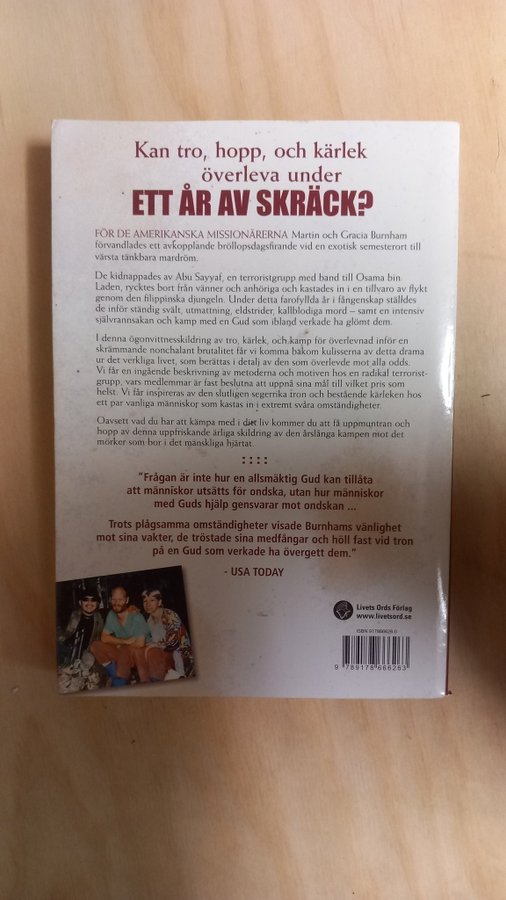 Kan tro, hopp, och kärlek
överleva under
ETT ÅR AV SKRÄCK?
FÖR DE AMERIKANSKA MISSIONÄRERNA Martin och Gracia Burnham
förvandlades ett avkopplande bröllopsdagsfirande vid en exotisk semesterort till
värsta tänkbara mardröm.
De kidnappades av Abu Sayyaf, en terroristgrupp med band till Osama bin
Laden, rycktes bort från vänner och anhöriga och kastades in i en tillvaro av flykt
genom den filippinska djungeln. Under detta farofyllda år i fångenskap ställdes
de inför ständig svält, utmattning, eldstrider, kallblodiga mord – samt en intensiv
självrannsakan och kamp med en Gud som ibland verkade ha glömt dem.
I denna ögonvittnesskildring av tro, kärlek, och kamp för överlevnad inför en
skrämmande nonchalant brutalitet får vi komma bakom kulisserna av detta drama
ur det verkliga livet, som berättas i detalj av den som överlevde mot alla odds.
Vi får en ingående beskrivning av metoderna och motiven hos en radikal terrorist-
grupp, vars medlemmar är fast beslutna att uppnå sina mål till vilket pris som
helst. Vi får inspireras av den slutligen segerrika tron och bestående kärleken hos
ett par vanliga människor som kastas in i extremt svåra omständigheter.
Oavsett vad du har att kämpa med i ditt liv kommer du att få uppmuntran och
hopp av denna uppfriskande ärliga skildring av den årslånga kampen mot det
mörker som bor i det mänskliga hjärtat.
"Frågan är inte hur en allsmäktig Gud kan tillåta
att människor utsätts för ondska, utan hur människor
med Guds hjälp gensvarar mot ondskan ...
Trots plågsamma omständigheter visade Burnhams vänlighet
mot sina vakter, de tröstade sina medfångar och höll fast vid tron
på en Gud som verkade ha övergett dem."
- USA TODAY
Livets Ords Förlag
www.livetsord.se
ISBN 917866628 0
9 789178 666263